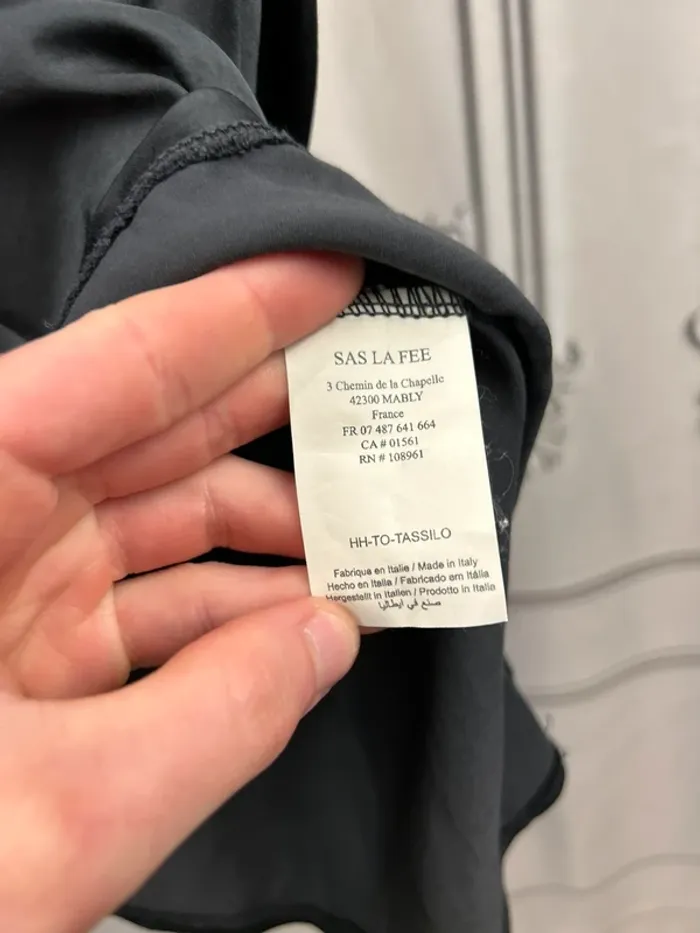 SAS LA FEE
3 Chemin de la Chapelle
42300 MABLY
France
FR 07 487 641 664
CA # 01561
RN # 108961
HH-TO-TASSILO
Fabriqué en Italie / Made in Italy
Hecho en Italia / Fabricado em Itália
Hergestellt in Italien / Prodotto in Italia
صنع في ايطاليا